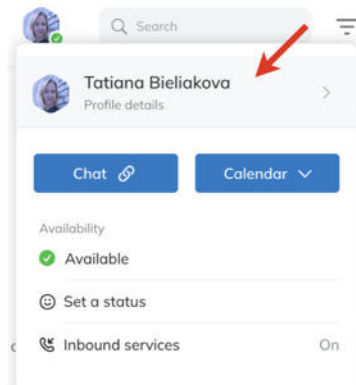 Search
Tatiana Bieliakova
Profile details
Chat
Calendar
Availability
Available
Set a status
Inbound services
On